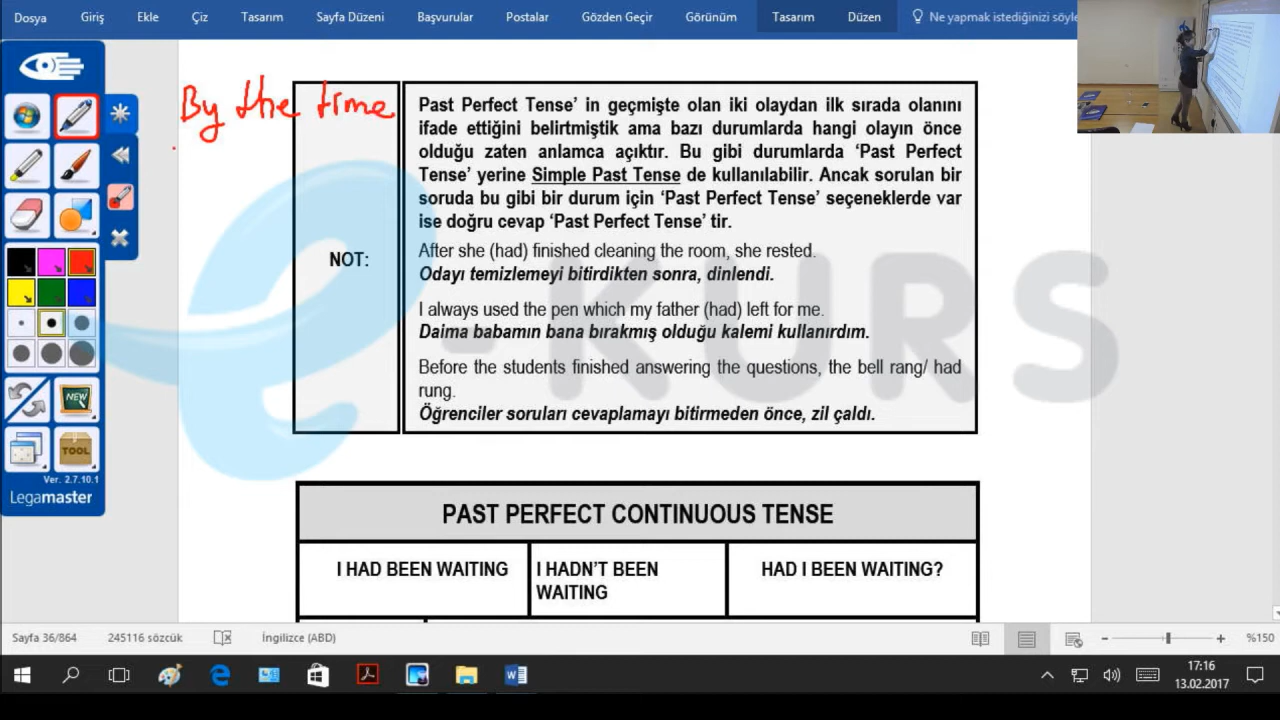 Dosya Giriş Ekle Çiz Tasarım Sayfa Düzeni Başvurular Postalar Gözden Geçir Görünüm Tasarım Düzen Ne yapmak istediğinizi söyle
By the time
Past Perfect Tense' in geçmişte olan iki olaydan ilk sırada olanını
ifade ettiğini belirtmiştik ama bazı durumlarda hangi olayın önce
olduğu zaten anlamca açıktır. Bu gibi durumlarda 'Past Perfect
Tense' yerine Simple Past Tense de kullanılabilir. Ancak sorulan bir
soruda bu gibi bir durum için 'Past Perfect Tense' seçeneklerde var
ise doğru cevap 'Past Perfect Tense' tir.
NOT:
After she (had) finished cleaning the room, she rested.
Odayı temizlemeyi bitirdikten sonra, dinlendi.
I always used the pen which my father (had) left for me.
Daima babamın bana bırakmış olduğu kalemi kullanırdım.
Before the students finished answering the questions, the bell rang/ had
rung.
Öğrenciler soruları cevaplamayı bitirmeden önce, zil çaldı.
e-KURS
NEW
TOOL
Ver. 2.7.10.1
Legamaster
PAST PERFECT CONTINUOUS TENSE
I HAD BEEN WAITING I HADN'T BEEN HAD I BEEN WAITING?
WAITING
Sayfa 36/864 245116 sözcük İngilizce (ABD) %150
17:16
13.02.2017